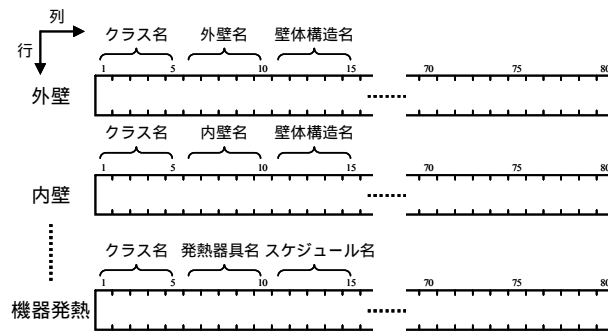 列
行
クラス名 外壁名 壁体構造名
1 5 10 15 70 75 80
外壁
クラス名 内壁名 壁体構造名
1 5 10 15 70 75 80
内壁
クラス名 発熱器具名 スケジュール名
1 5 10 15 70 75 80
機器発熱